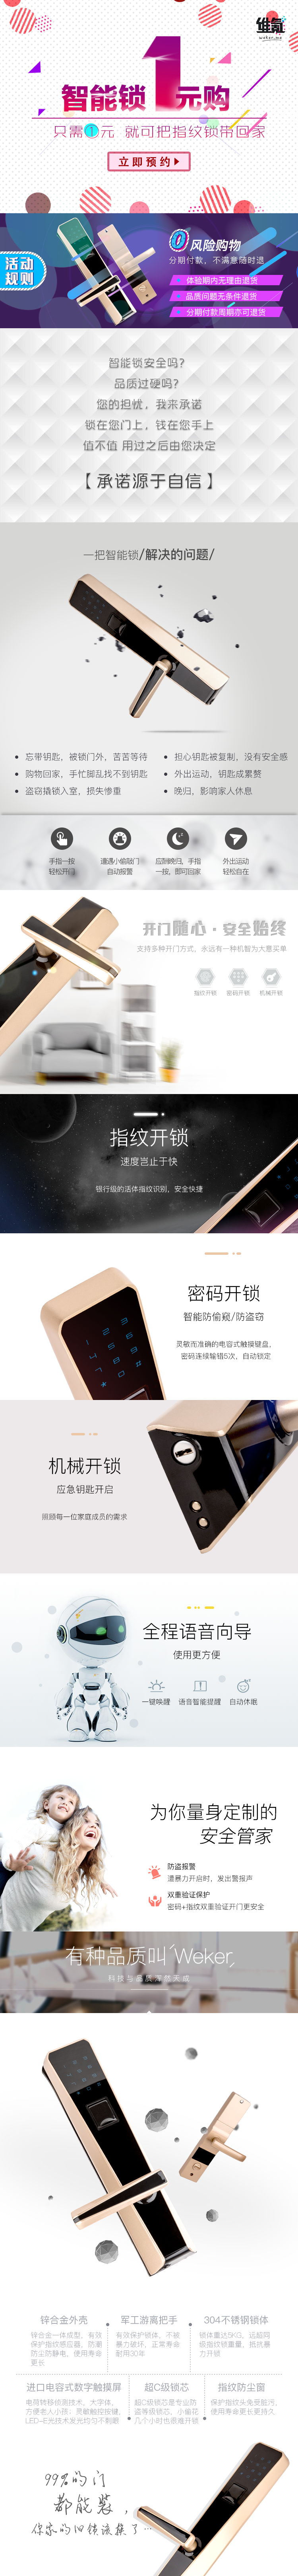 维氪
weker.me
智能锁1元购
只需1元 就可把指纹锁带回家
立即预约
活动
规则
0风险购物
分期付款，不满意随时退
体验期内无理由退货
品质问题无条件退货
分期付款周期亦可退货
智能锁安全吗?
品质过硬吗?
您的担忧，我来承诺
锁在您门上，钱在您手上
值不值 用过之后由您决定
【承诺源于自信】
一把智能锁/解决的问题/
忘带钥匙，被锁门外，苦苦等待
购物回家，手忙脚乱找不到钥匙
盗窃撬锁入室，损失惨重
担心钥匙被复制，没有安全感
外出运动，钥匙成累赘
晚归，影响家人休息
手指一按
轻松开门
遭遇小偷敲门
自动报警
应酬晚归，手指
一按，即可回家
外出运动
轻松自在
开门随心·安全始终
支持多种开门方式，永远有一种机智为大意买单
指纹开锁
密码开锁
机械开锁
指纹开锁
速度岂止于快
银行级的活体指纹识别，安全快捷
密码开锁
智能防偷窥/防盗窃
灵敏而准确的电容式触摸键盘，
密码连续输错5次，自动锁定
机械开锁
应急钥匙开启
照顾每一位家庭成员的需求
全程语音向导
使用更方便
一键唤醒
语音智能提醒
自动休眠
为你量身定制的
安全管家
防盗报警
遭暴力开启时，发出警报声
双重验证保护
密码+指纹双重验证开门更安全
有种品质叫“Weker”
科技与品质浑然天成
锌合金外壳
锌合金一体成型，有效
保护指纹感应器、防潮
防尘防静电，使用寿命
更长
军工游离把手
有效保护锁体，不被
暴力破坏，正常寿命
耐用30年
304不锈钢锁体
锁体重达5KG，远超同
级指纹锁重量，抵抗暴
力开锁
进口电容式数字触摸屏
电荷转移侦测技术，大字体，
方便老人小孩；灵敏触控按键，
LED-E光技术发光均匀不刺眼
超C级锁芯
超C级锁芯是专业防
盗等级锁芯，小偷花
几个小时也很难开锁
指纹防尘窗
保护指纹头免受脏污，
使用寿命更长更持久
99%的门
都能装，
你家的旧锁该换了…